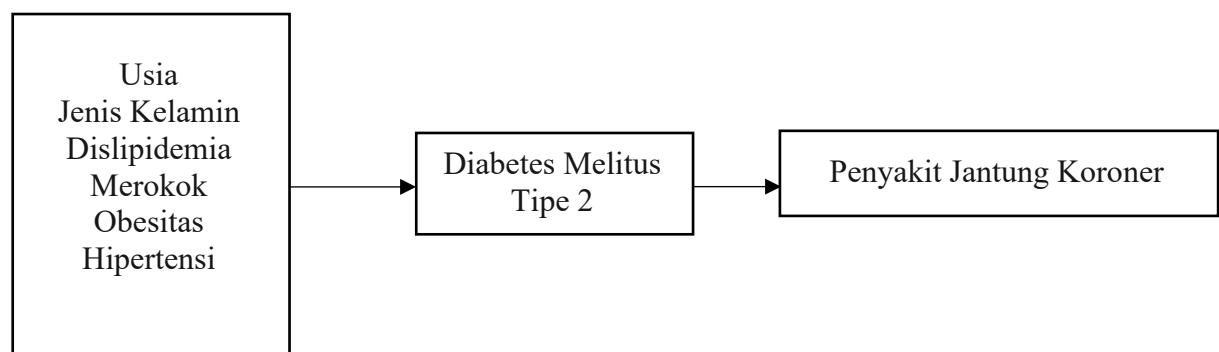 Usia
Jenis Kelamin
Dislipidemia
Merokok
Obesitas
Hipertensi
Diabetes Melitus
Tipe 2
Penyakit Jantung Koroner